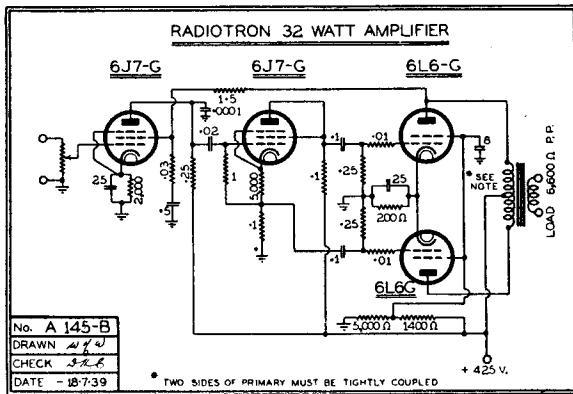 RADIOTRON 32 WATT AMPLIFIER
6J7-G
6J7-G
6L6-G
1·5
·0001
·02
·1
·01
8
·03
·25
·1
5,000
·1
·25
·25
200 Ω
* SEE NOTE
LOAD 6,600 Ω P.P.
·25
2,000
·5
·1
·25
·1
·01
6L6G
5,000 Ω
1400 Ω
+ 425 V.
No. A 145-B
DRAWN
CHECK
DATE - 18·7·39
* TWO SIDES OF PRIMARY MUST BE TIGHTLY COUPLED